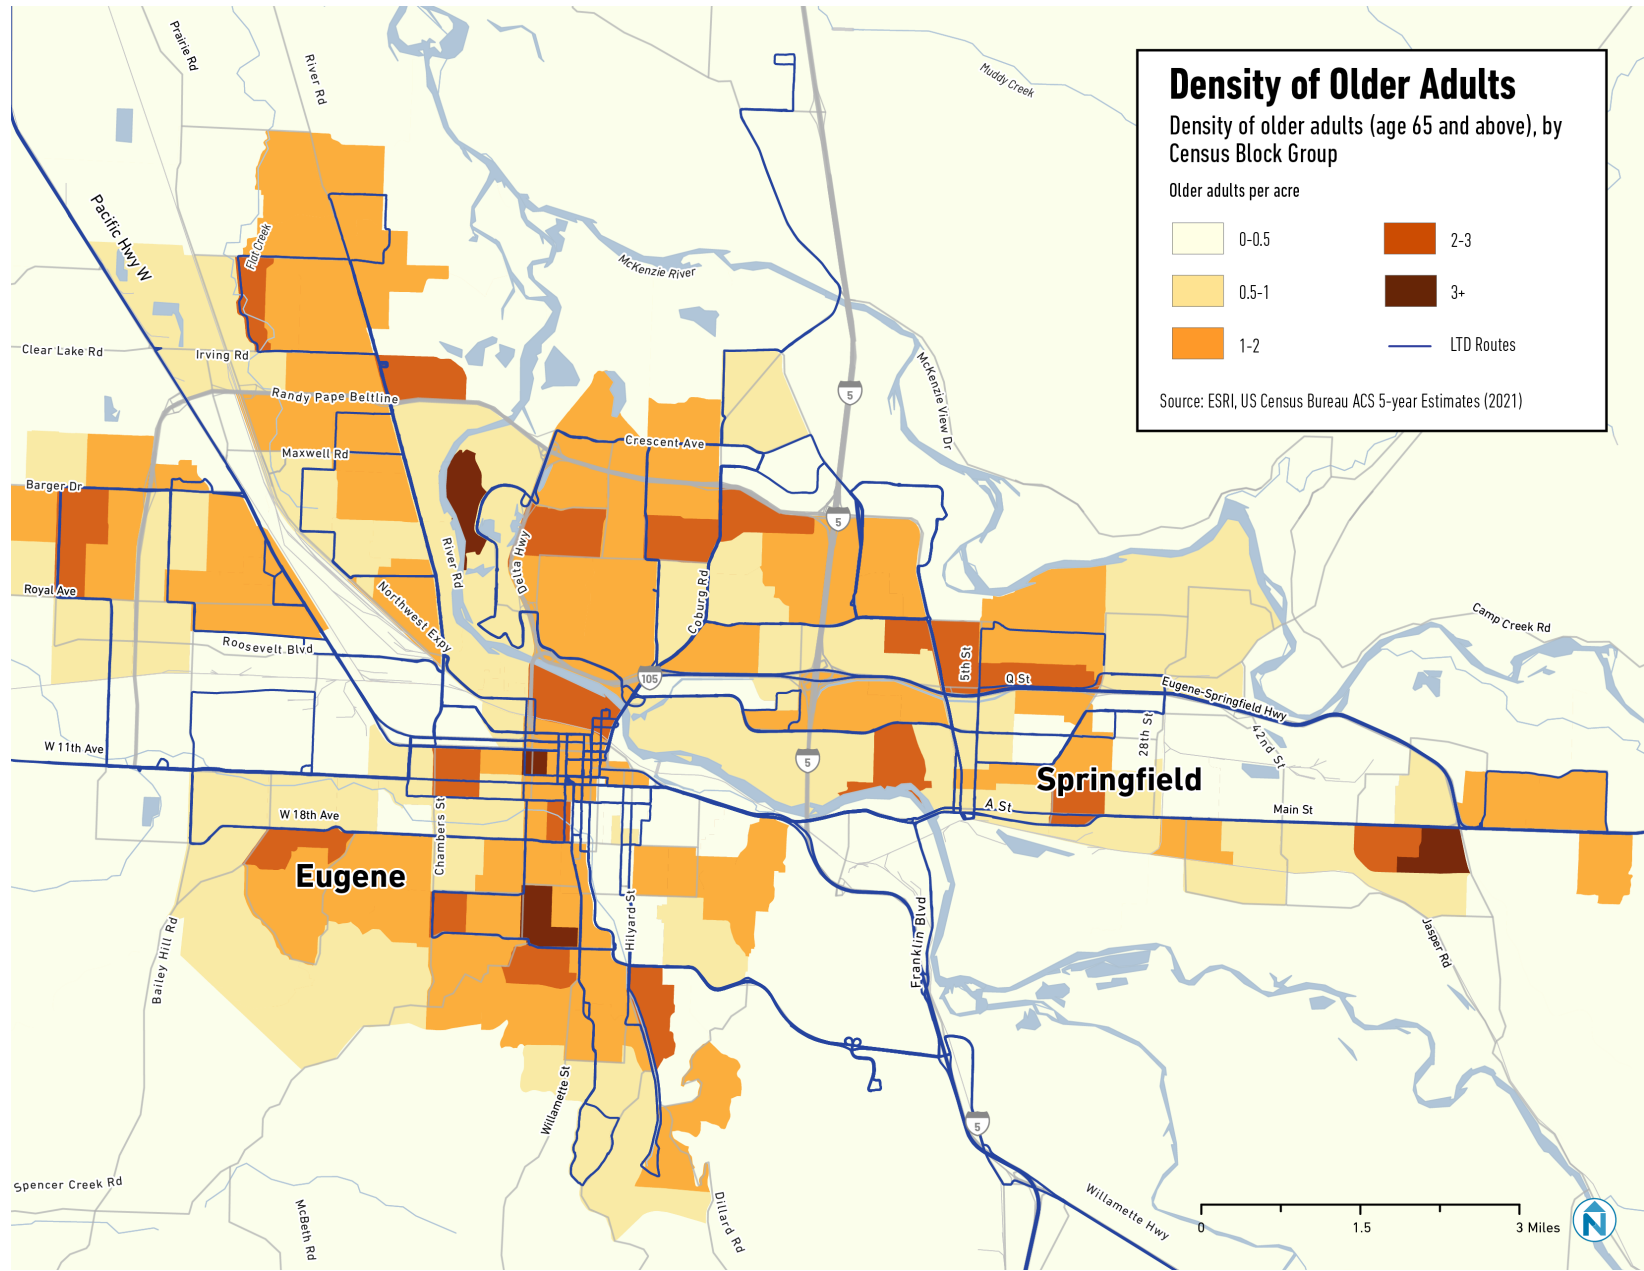 Density of Older Adults
Density of older adults (age 65 and above), by
Census Block Group
Older adults per acre
0-0.5
2-3
0.5-1
3+
1-2
LTD Routes
Source: ESRI, US Census Bureau ACS 5-year Estimates (2021)
Prairie Rd
River Rd
Muddy Creek
Pacific Hwy W
Flat Creek
McKenzie River
Clear Lake Rd
Irving Rd
Randy Pape Beltline
5
McKenzie View Dr
Maxwell Rd
Crescent Ave
Barger Dr
5
River Rd
Delta Hwy
Royal Ave
Northwest Expy
Coburg Rd
Camp Creek Rd
Roosevelt Blvd
105
5th St
Q St
Eugene-Springfield Hwy
28th St
42nd St
W 11th Ave
5
Springfield
A St
Main St
W 18th Ave
Chambers St
Eugene
Bailey Hill Rd
Hilyard St
Franklin Blvd
Jasper Rd
Willamette St
5
Spencer Creek Rd
McBeth Rd
Dillard Rd
Willamette Hwy
0
1.5
3 Miles
N